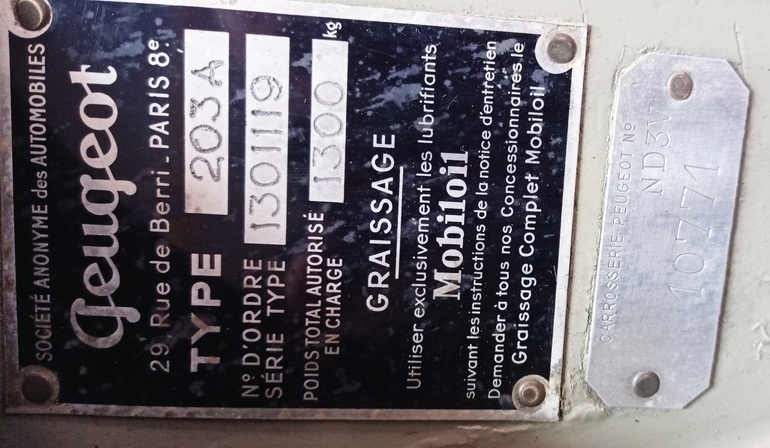 SOCIÉTÉ ANONYME des AUTOMOBILES
Peugeot
29 Rue de Berri - PARIS 8e
TYPE 203A
No D'ORDRE
SÉRIE TYPE 1301119
POIDS TOTAL AUTORISÉ
EN CHARGE 1300 kg
GRAISSAGE
Utiliser exclusivement les lubrifiants
Mobiloil
suivant les instructions de la notice d'entretien
Demander à tous nos Concessionnaires le
Graissage Complet Mobiloil
CARROSSERIE PEUGEOT No
ND3V
10771